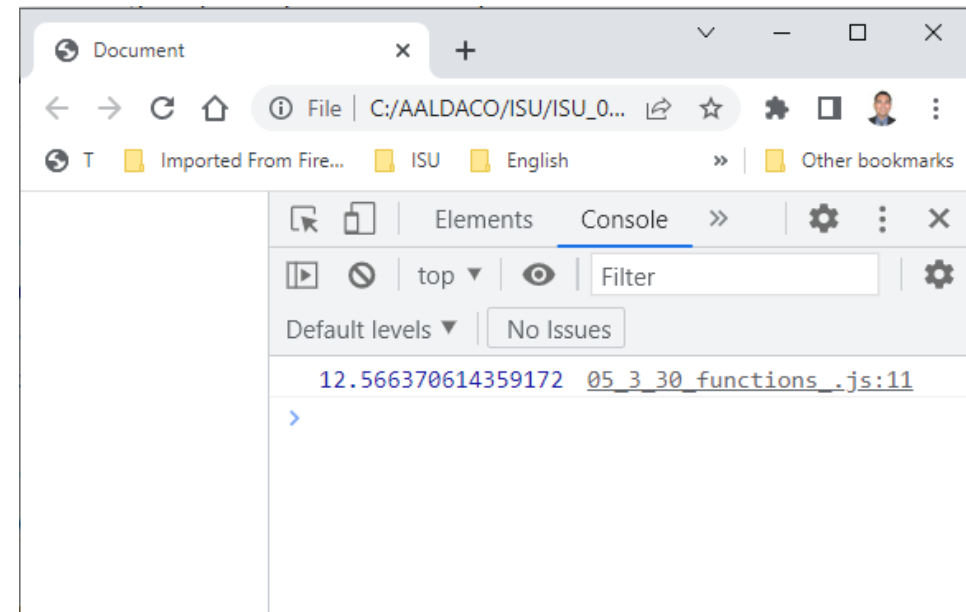 Document
File C:/AALDACO/ISU/ISU_0...
T Imported From Fire... ISU English » Other bookmarks
Elements Console »
top ▼ Filter
Default levels ▼ No Issues
12.566370614359172 05_3_30_functions_.js:11
>